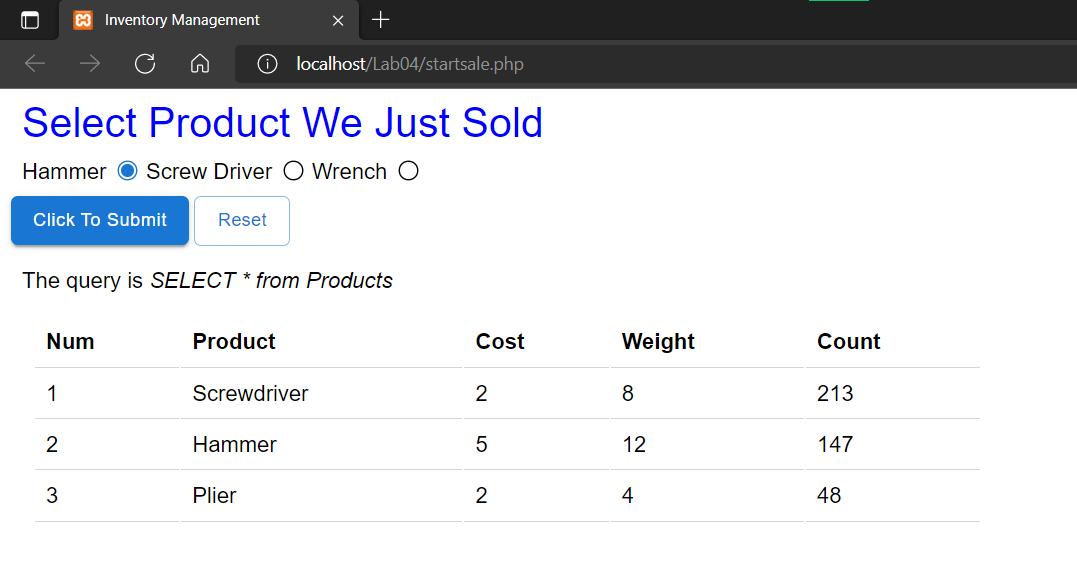 Inventory Management
localhost/Lab04/startsale.php
Select Product We Just Sold
Hammer Screw Driver Wrench
Click To Submit Reset
The query is SELECT * from Products
Num Product Cost Weight Count
1 Screwdriver 2 8 213
2 Hammer 5 12 147
3 Plier 2 4 48